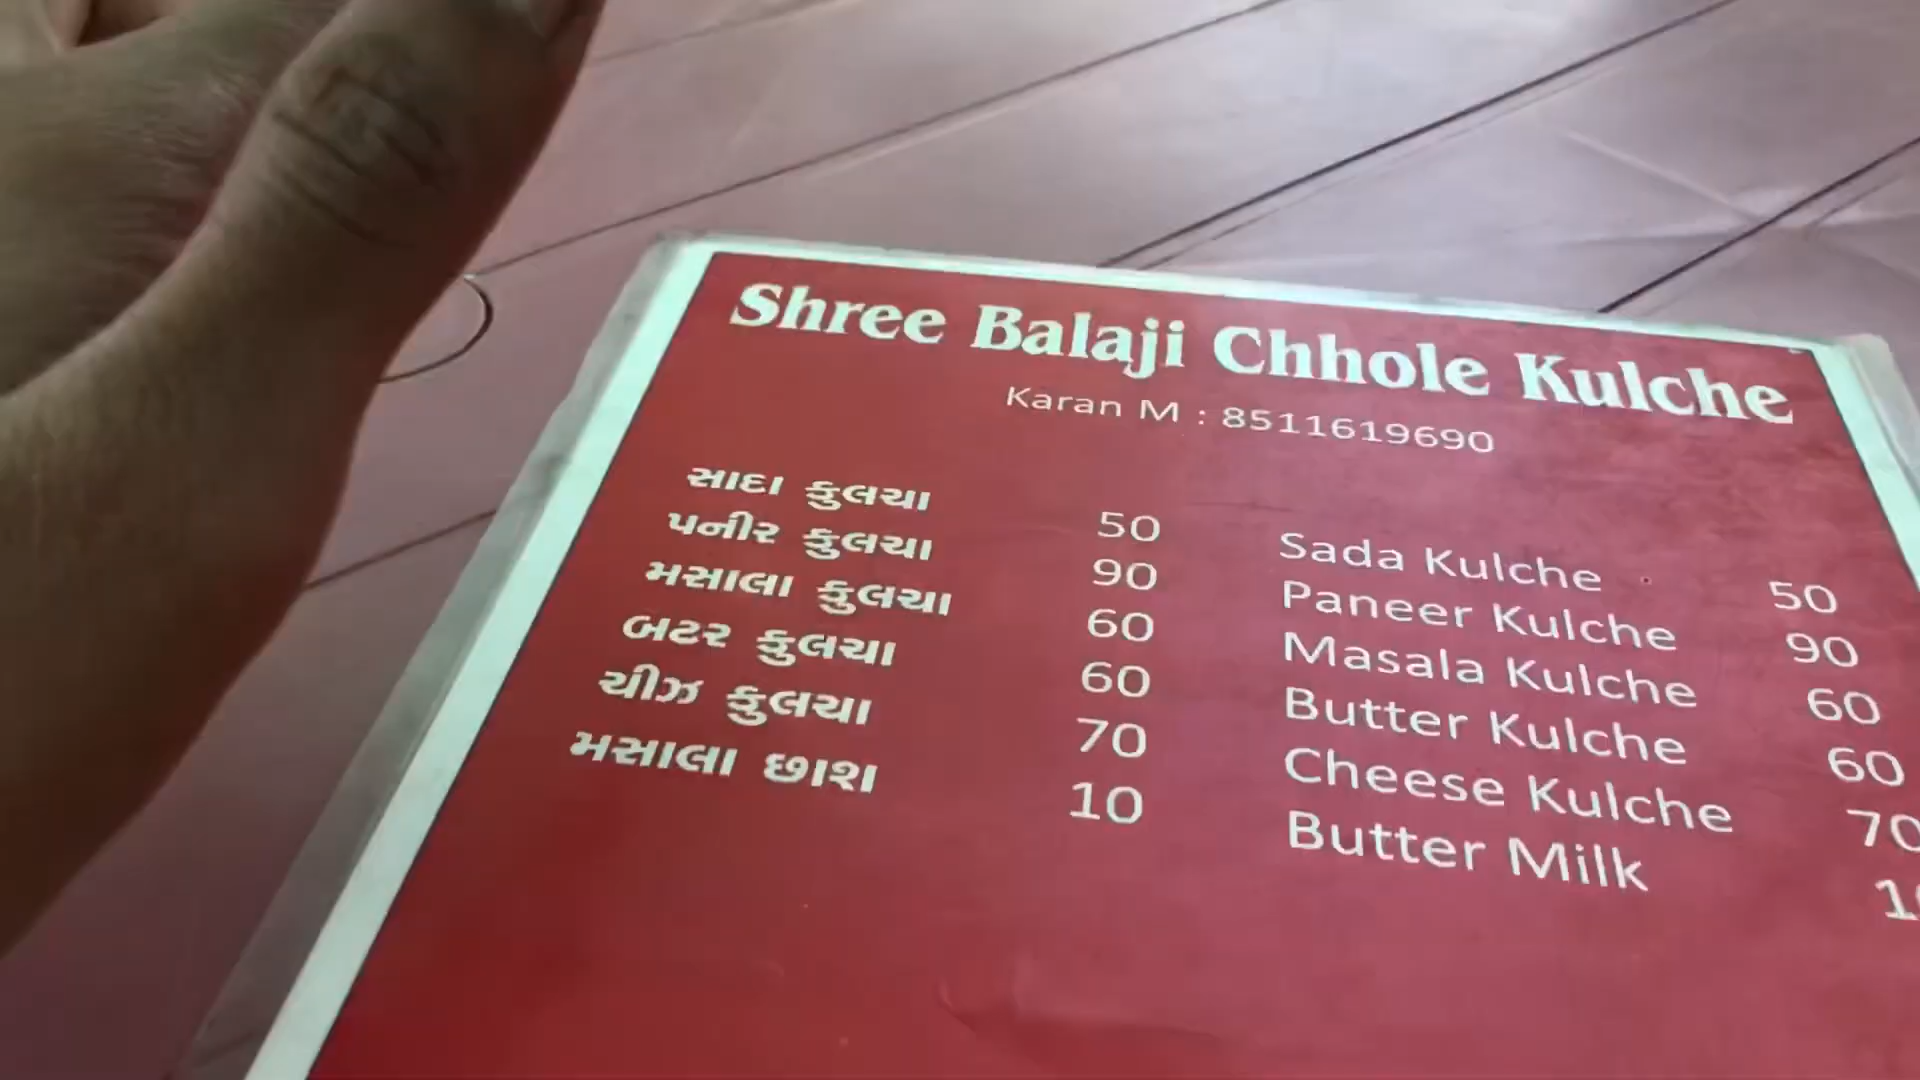 Shree Balaji Chhole Kulche
Karan M : 8511619690
સાદા કુલચા 50 Sada Kulche 50
પનીર કુલચા 90 Paneer Kulche 90
મસાલા કુલચા 60 Masala Kulche 60
બટર કુલચા 60 Butter Kulche 60
ચીઝ કુલચા 70 Cheese Kulche 70
મસાલા છાશ 10 Butter Milk